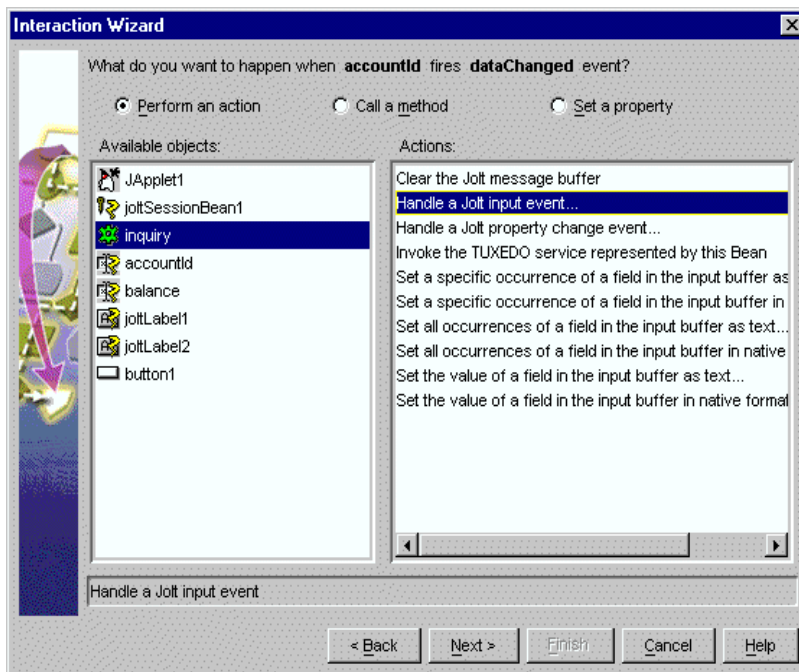 Interaction Wizard
What do you want to happen when accountId fires dataChanged event?
Perform an action
Call a method
Set a property
Available objects:
JApplet1
joltSessionBean1
inquiry
accountId
balance
joltLabel1
joltLabel2
button1
Actions:
Clear the Jolt message buffer
Handle a Jolt input event...
Handle a Jolt property change event...
Invoke the TUXEDO service represented by this Bean
Set a specific occurrence of a field in the input buffer as
Set a specific occurrence of a field in the input buffer in
Set all occurrences of a field in the input buffer as text...
Set all occurrences of a field in the input buffer in native
Set the value of a field in the input buffer as text...
Set the value of a field in the input buffer in native format
Handle a Jolt input event
< Back
Next >
Finish
Cancel
Help